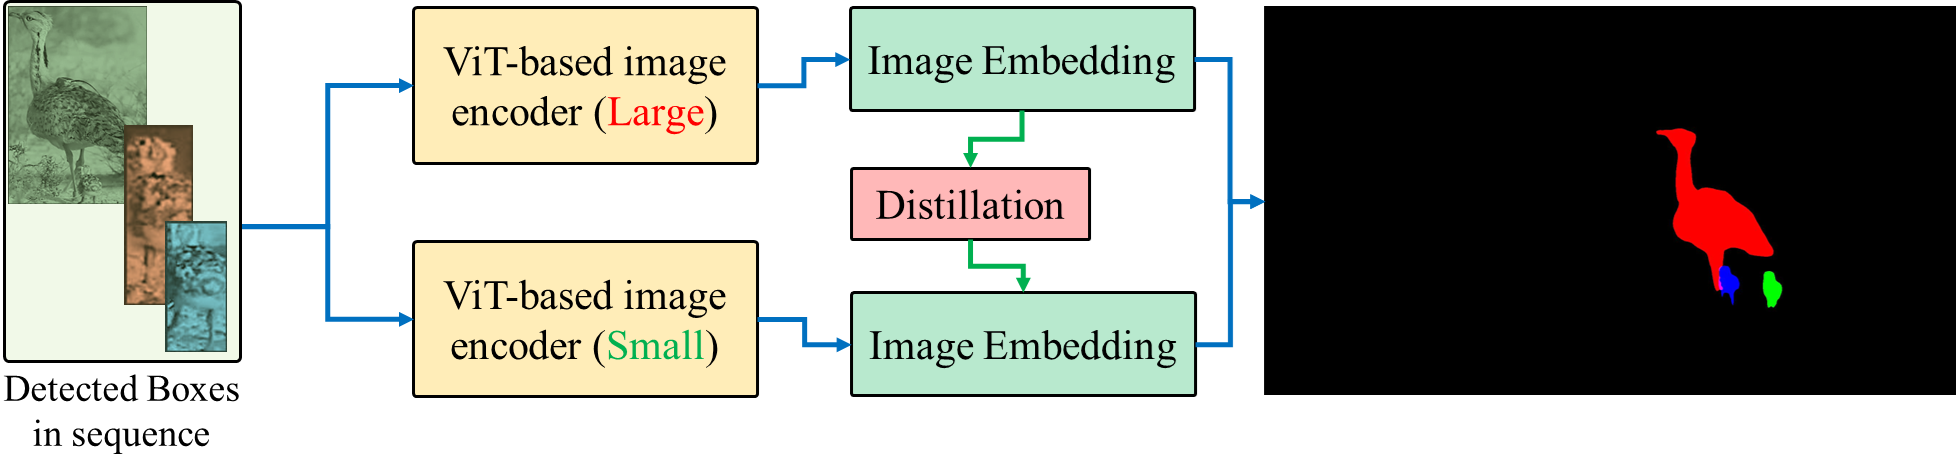 ViT-based image
encoder (Large)
Image Embedding
Distillation
ViT-based image
encoder (Small)
Image Embedding
Detected Boxes
in sequence